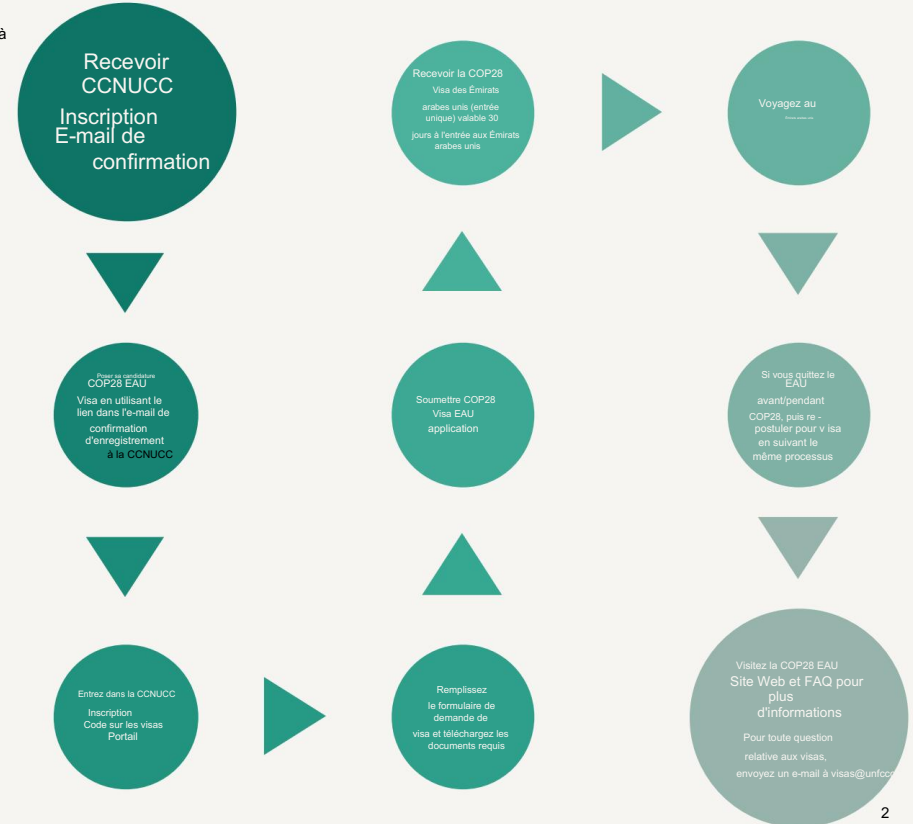 à
Recevoir
CCNUCC
Inscription
E-mail de
confirmation
Poser sa candidature
COP28 EAU
Visa en utilisant le
lien dans l'e-mail de
confirmation
d'enregistrement
à la CCNUCC
Entrez dans la CCNUCC
Inscription
Code sur les visas
Portail
Remplissez
le formulaire de
demande de
visa et téléchargez les
documents requis
Soumettre COP28
Visa EAU
application
Recevoir la COP28
Visa des Émirats
arabes unis (entrée
unique) valable 30
jours à l'entrée aux Émirats
arabes unis
Voyagez au
Si vous quittez le
EAU
avant/pendant
COP28, puis re -
postuler pour v isa
en suivant le
même processus
Visitez la COP28 EAU
Site Web et FAQ pour
plus
d'informations
Pour toute question
relative aux visas,
envoyez un e-mail à visas@unfccc
2